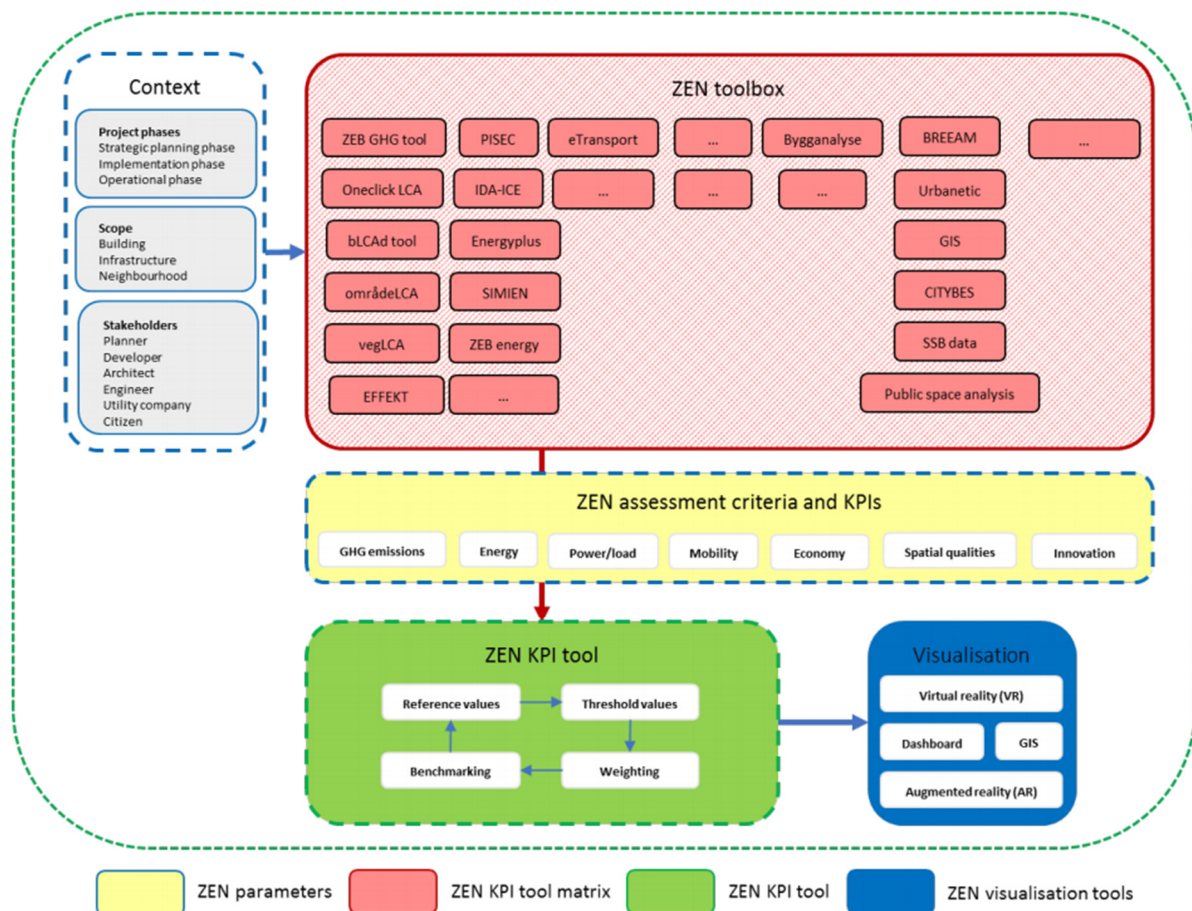 Context
Project phases
Strategic planning phase
Implementation phase
Operational phase
Scope
Building
Infrastructure
Neighbourhood
Stakeholders
Planner
Developer
Architect
Engineer
Utility company
Citizen
ZEN toolbox
ZEB GHG tool PISEC eTransport ... Bygganalyse BREEAM ...
Oneclick LCA IDA-ICE ... ... ... Urbanetic
bLCAd tool Energyplus GIS
områdeLCA SIMIEN CITYBES
vegLCA ZEB energy SSB data
EFFEKT ... Public space analysis
ZEN assessment criteria and KPIs
GHG emissions Energy Power/load Mobility Economy Spatial qualities Innovation
ZEN KPI tool
Reference values Threshold values
Benchmarking Weighting
Visualisation
Virtual reality (VR)
Dashboard GIS
Augmented reality (AR)
ZEN parameters ZEN KPI tool matrix ZEN KPI tool ZEN visualisation tools